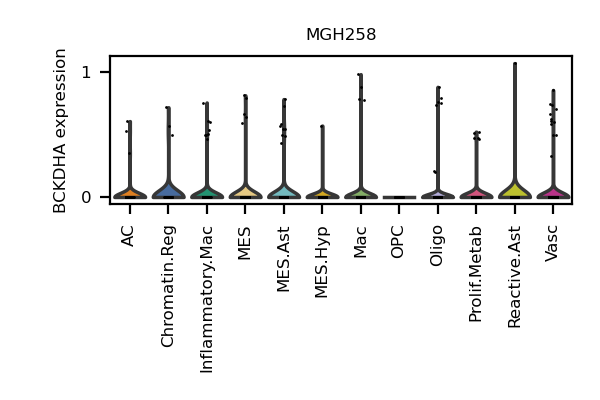 MGH258
BCKDHA expression
1
0
AC
Chromatin.Reg
Inflammatory.Mac
MES
MES.Ast
MES.Hyp
Mac
OPC
Oligo
Prolif.Metab
Reactive.Ast
Vasc